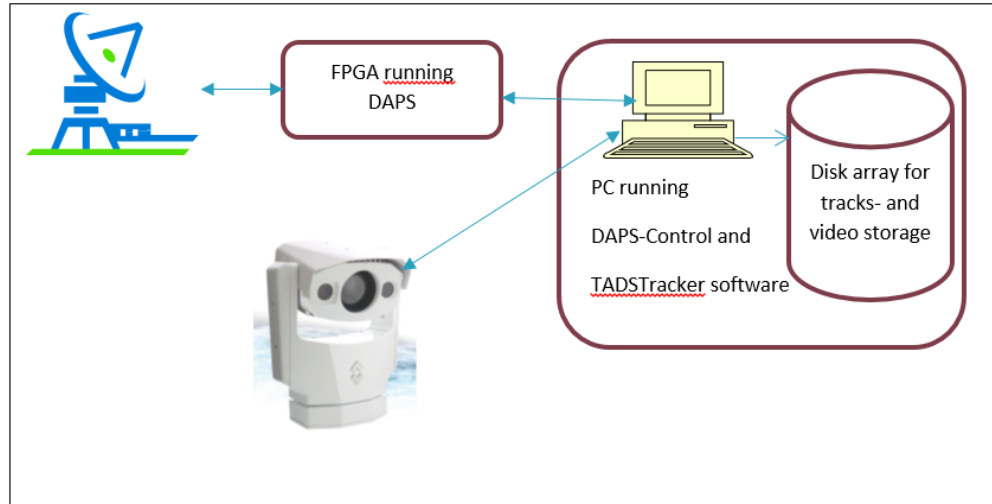 FPGA running
DAPS
PC running
DAPS-Control and
TADSTracker software
Disk array for
tracks- and
video storage